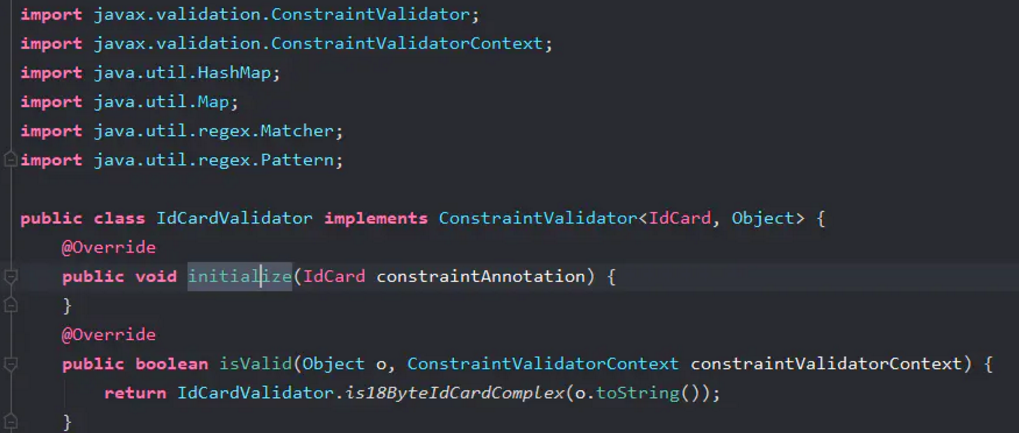 import javax.validation.ConstraintValidator;
import javax.validation.ConstraintValidatorContext;
import java.util.HashMap;
import java.util.Map;
import java.util.regex.Matcher;
import java.util.regex.Pattern;
public class IdCardValidator implements ConstraintValidator<IdCard, Object> {
@Override
public void initialize(IdCard constraintAnnotation) {
}
@Override
public boolean isValid(Object o, ConstraintValidatorContext constraintValidatorContext) {
return IdCardValidator.is18ByteIdCardComplex(o.toString());
}